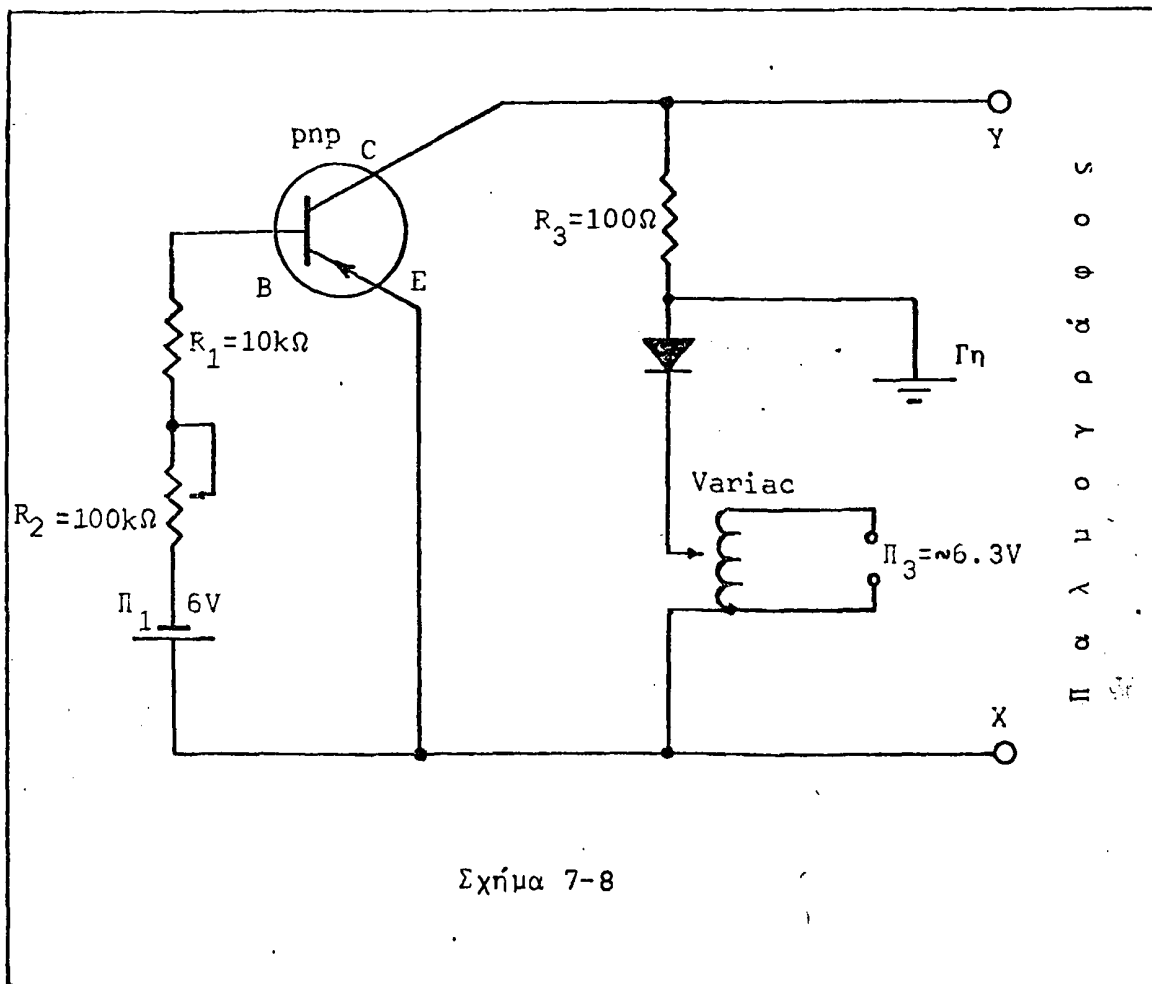 pnp
C
Y
R₃=100Ω
B
E
R₁=10kΩ
Γη
Variac
R₂=100kΩ
Π₃=~6.3V
Π₁ 6V
X
Παλμογράφος
Σχήμα 7-8